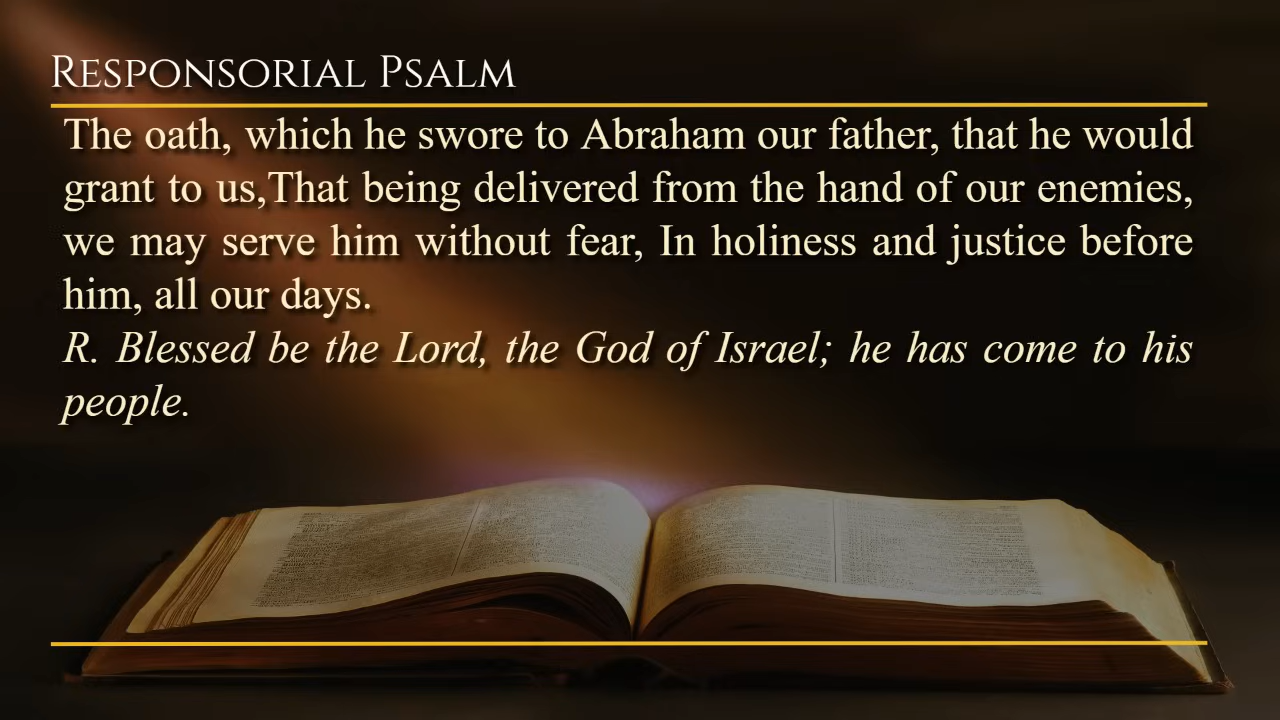 Responsorial Psalm
The oath, which he swore to Abraham our father, that he would
grant to us,That being delivered from the hand of our enemies,
we may serve him without fear, In holiness and justice before
him, all our days.
R. Blessed be the Lord, the God of Israel; he has come to his
people.